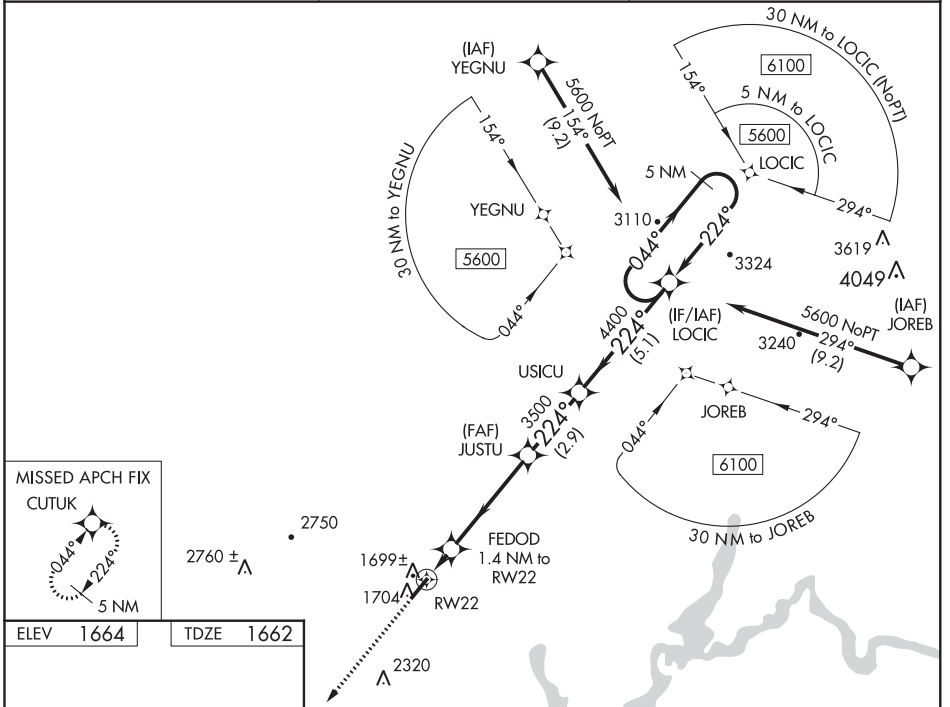 30 NM to LOCIC (NoPT)
(IAF)
YEGNU
6100
154°
5600 NoPT
154°
(9.2)
5 NM to LOCIC
5600
154°
30 NM to YEGNU
LOCIC
5 NM
YEGNU
294°
3110
044°
224°
3619
5600
3324
4049
044°
(IF/IAF)
LOCIC
(IAF)
JOREB
5600 NoPT
294°
(9.2)
3240
4400
224°
(5.1)
USICU
JOREB
294°
044°
3500
224°
(2.9)
(FAF)
JUSTU
6100
30 NM to JOREB
MISSED APCH FIX
CUTUK
044°
224°
5 NM
2750
2760 ±
FEDOD
1.4 NM to
RW22
1699±
1704
RW22
ELEV 1664
TDZE 1662
2320